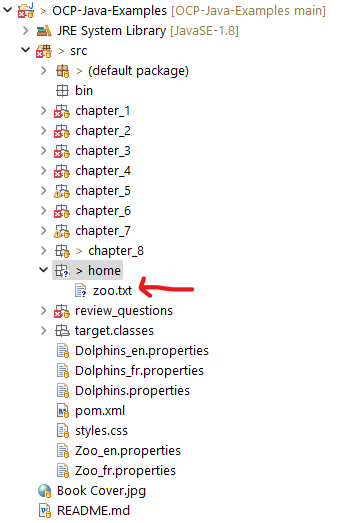 > OCP-Java-Examples [OCP-Java-Examples main]
JRE System Library [JavaSE-1.8]
> src
> (default package)
bin
chapter_1
chapter_2
chapter_3
chapter_4
chapter_5
chapter_6
chapter_7
> chapter_8
> home
zoo.txt
review_questions
target.classes
Dolphins_en.properties
Dolphins_fr.properties
Dolphins.properties
pom.xml
styles.css
Zoo_en.properties
Zoo_fr.properties
Book Cover.jpg
README.md